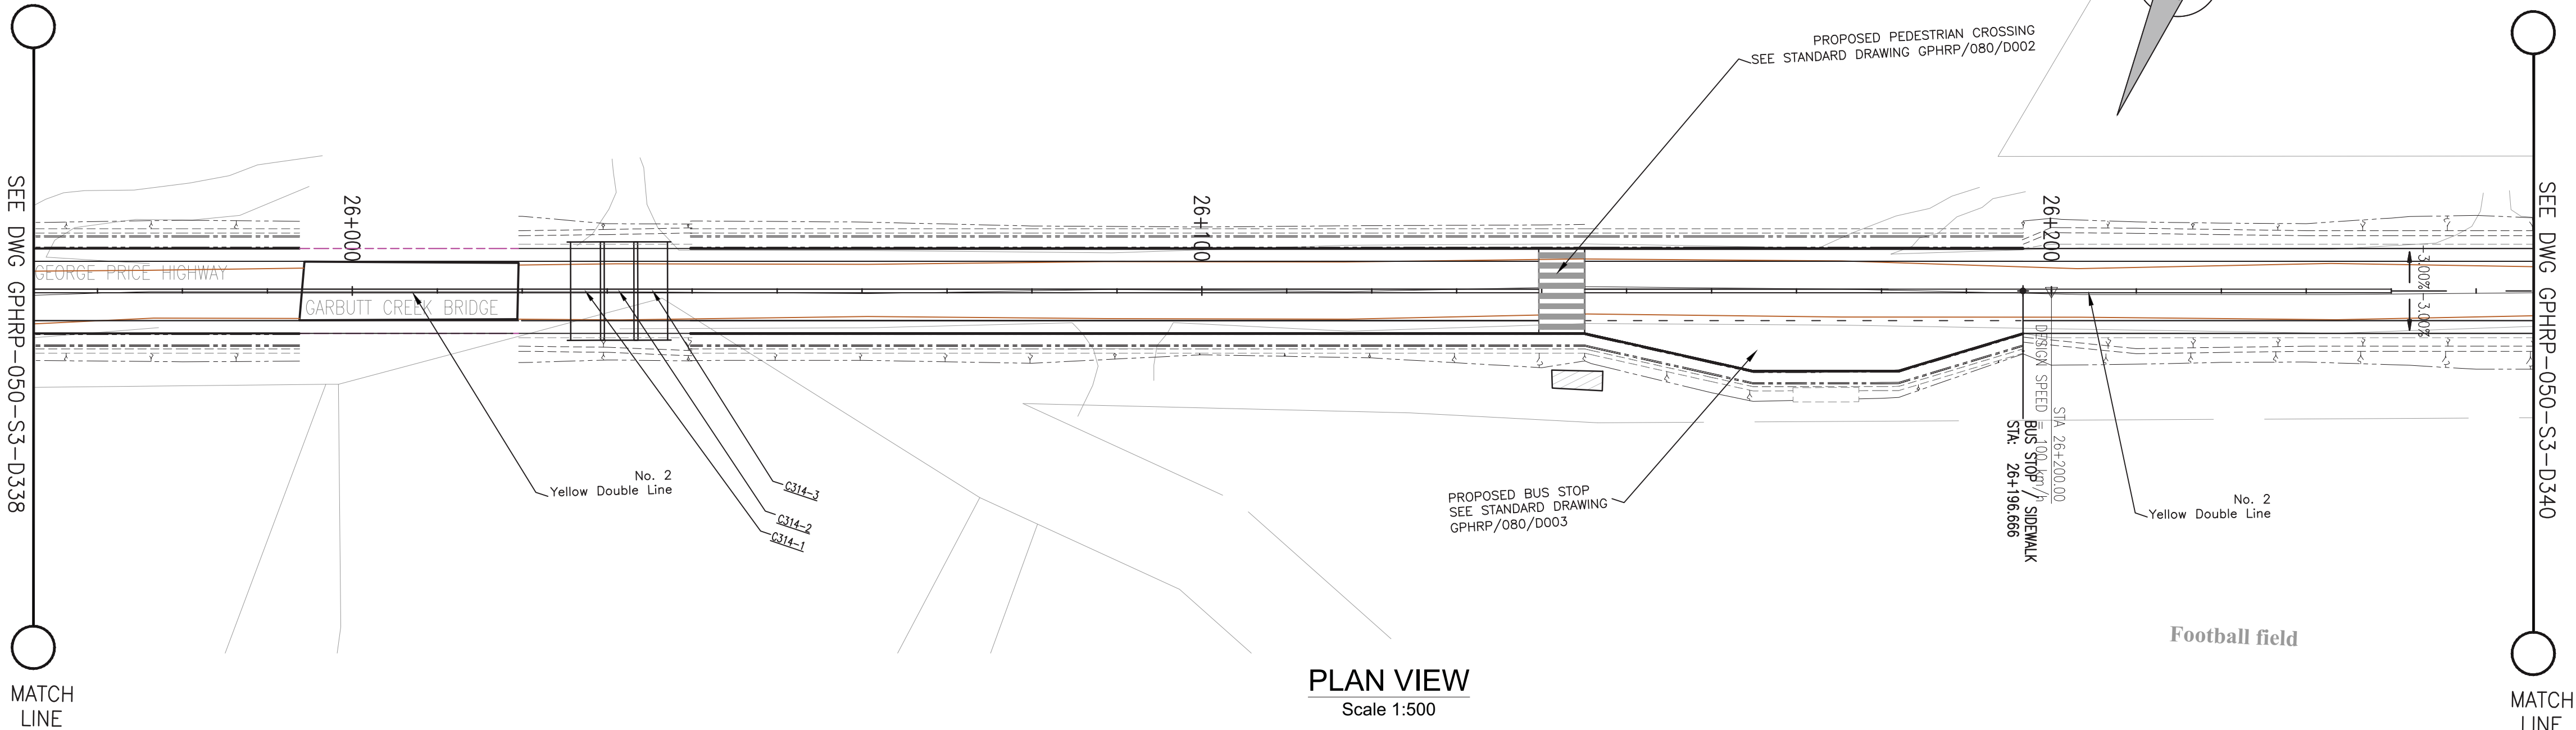 SEE DWG GPHRP-050-S3-D338
MATCH
LINE
GEORGE PRICE HIGHWAY
26+000
GARBUTT CREEK BRIDGE
No. 2
Yellow Double Line
C314-3
C314-2
C314-1
26+100
PROPOSED PEDESTRIAN CROSSING
SEE STANDARD DRAWING GPHRP/080/D002
PROPOSED BUS STOP
SEE STANDARD DRAWING
GPHRP/080/D003
26+200
STA 26+200.00
DESIGN SPEED = 100 km/h
BUS STOP / SIDEWALK
STA: 26+196.666
-3.00%
-3.00%
No. 2
Yellow Double Line
Football field
PLAN VIEW
Scale 1:500
SEE DWG GPHRP-050-S3-D340
MATCH
LINE